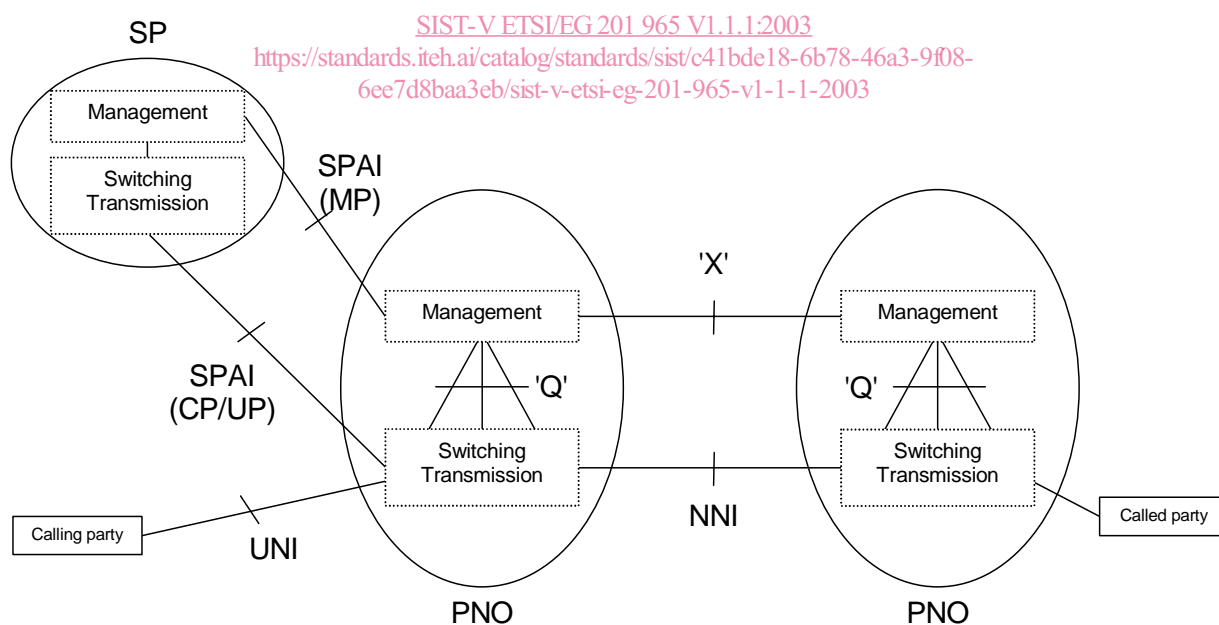 SIST-V ETSI/EG 201 965 V1.1.1:2003
https://standards.iteh.ai/catalog/standards/sist/c41bde18-6b78-46a3-9f08-
6ee7d8baa3eb/sist-v-etsi-eg-201-965-v1-1-1-2003
SP
Management
Switching
Transmission
SPAI
(MP)
SPAI
(CP/UP)
'X'
Management
'Q'
Switching
Transmission
Management
'Q'
Switching
Transmission
NNI
Calling party
UNI
Called party
PNO
PNO